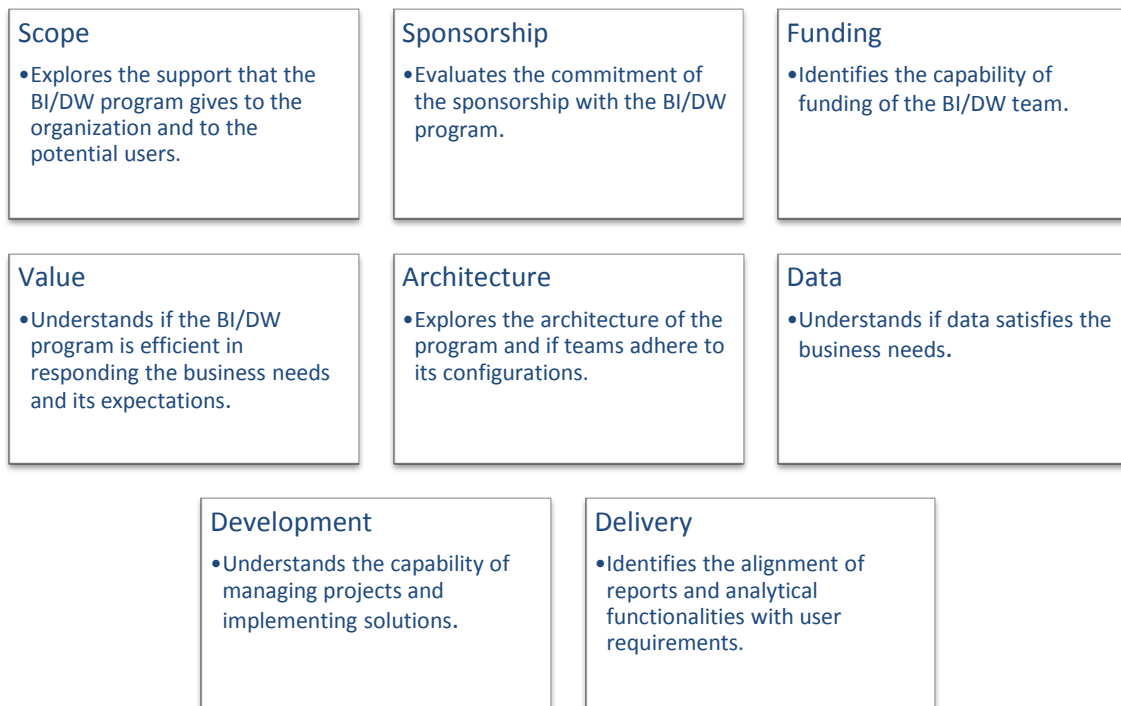 Scope
•Explores the support that the
BI/DW program gives to the
organization and to the
potential users.
Sponsorship
•Evaluates the commitment of
the sponsorship with the BI/DW
program.
Funding
•Identifies the capability of
funding of the BI/DW team.
Value
•Understands if the BI/DW
program is efficient in
responding the business needs
and its expectations.
Architecture
•Explores the architecture of the
program and if teams adhere to
its configurations.
Data
•Understands if data satisfies the
business needs.
Development
•Understands the capability of
managing projects and
implementing solutions.
Delivery
•Identifies the alignment of
reports and analytical
functionalities with user
requirements.